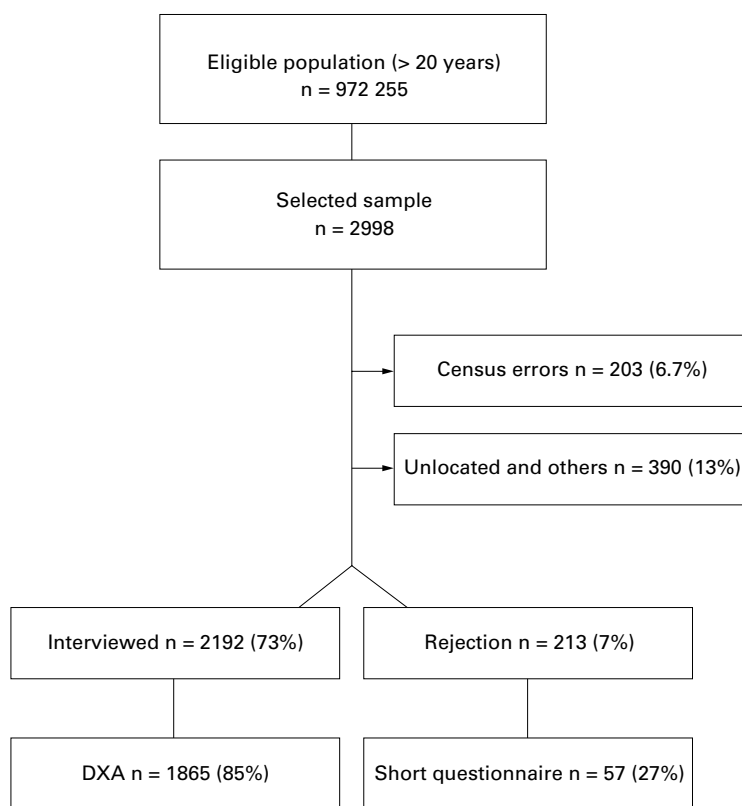 Eligible population (> 20 years)
n = 972 255
Selected sample
n = 2998
Census errors n = 203 (6.7%)
Unlocated and others n = 390 (13%)
Interviewed n = 2192 (73%)
Rejection n = 213 (7%)
DXA n = 1865 (85%)
Short questionnaire n = 57 (27%)